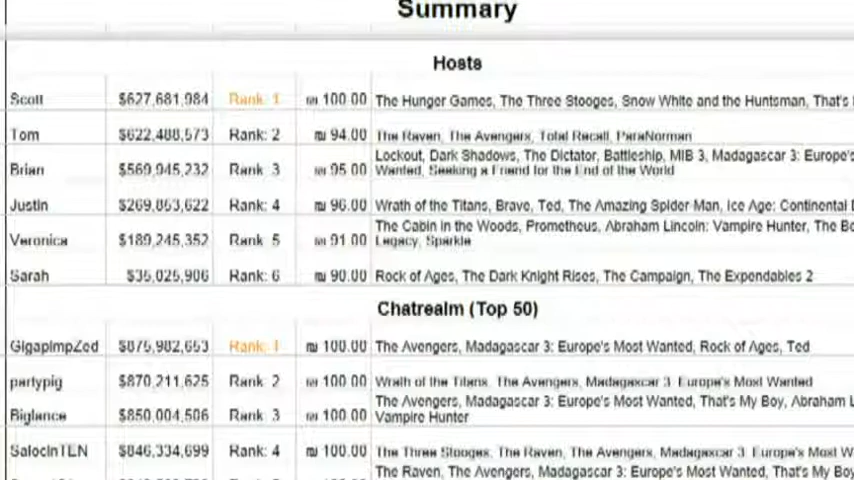 Summary
Hosts
Scott $627,681,984 Rank: 1 ₪ 100.00 The Hunger Games, The Three Stooges, Snow White and the Huntsman, That's
Tom $622,488,573 Rank: 2 ₪ 94.00 The Raven, The Avengers, Total Recall, ParaNorman
Lockout, Dark Shadows, The Dictator, Battleship, MIB 3, Madagascar 3: Europe's
Brian $569,945,232 Rank: 3 ₪ 95.00 Wanted, Seeking a Friend for the End of the World
Justin $269,853,622 Rank: 4 ₪ 96.00 Wrath of the Titans, Brave, Ted, The Amazing Spider-Man, Ice Age: Continental
The Cabin in the Woods, Prometheus, Abraham Lincoln: Vampire Hunter, The
Veronica $189,245,352 Rank: 5 ₪ 91.00 Legacy, Sparkle
Sarah $35,025,906 Rank: 6 ₪ 90.00 Rock of Ages, The Dark Knight Rises, The Campaign, The Expendables 2
Chatrealm (Top 50)
GigapimpZed $875,982,653 Rank: 1 ₪ 100.00 The Avengers, Madagascar 3: Europe's Most Wanted, Rock of Ages, Ted
partypig $870,211,625 Rank: 2 ₪ 100.00 Wrath of the Titans, The Avengers, Madagascar 3: Europe's Most Wanted
The Avengers, Madagascar 3: Europe's Most Wanted, That's My Boy, Abraham
Biglance $850,004,506 Rank: 3 ₪ 100.00 Vampire Hunter
SalocinTEN $846,334,699 Rank: 4 ₪ 100.00 The Three Stooges, The Raven, The Avengers, Madagascar 3: Europe's Most
The Raven, The Avengers, Madagascar 3: Europe's Most Wanted, That's My Boy